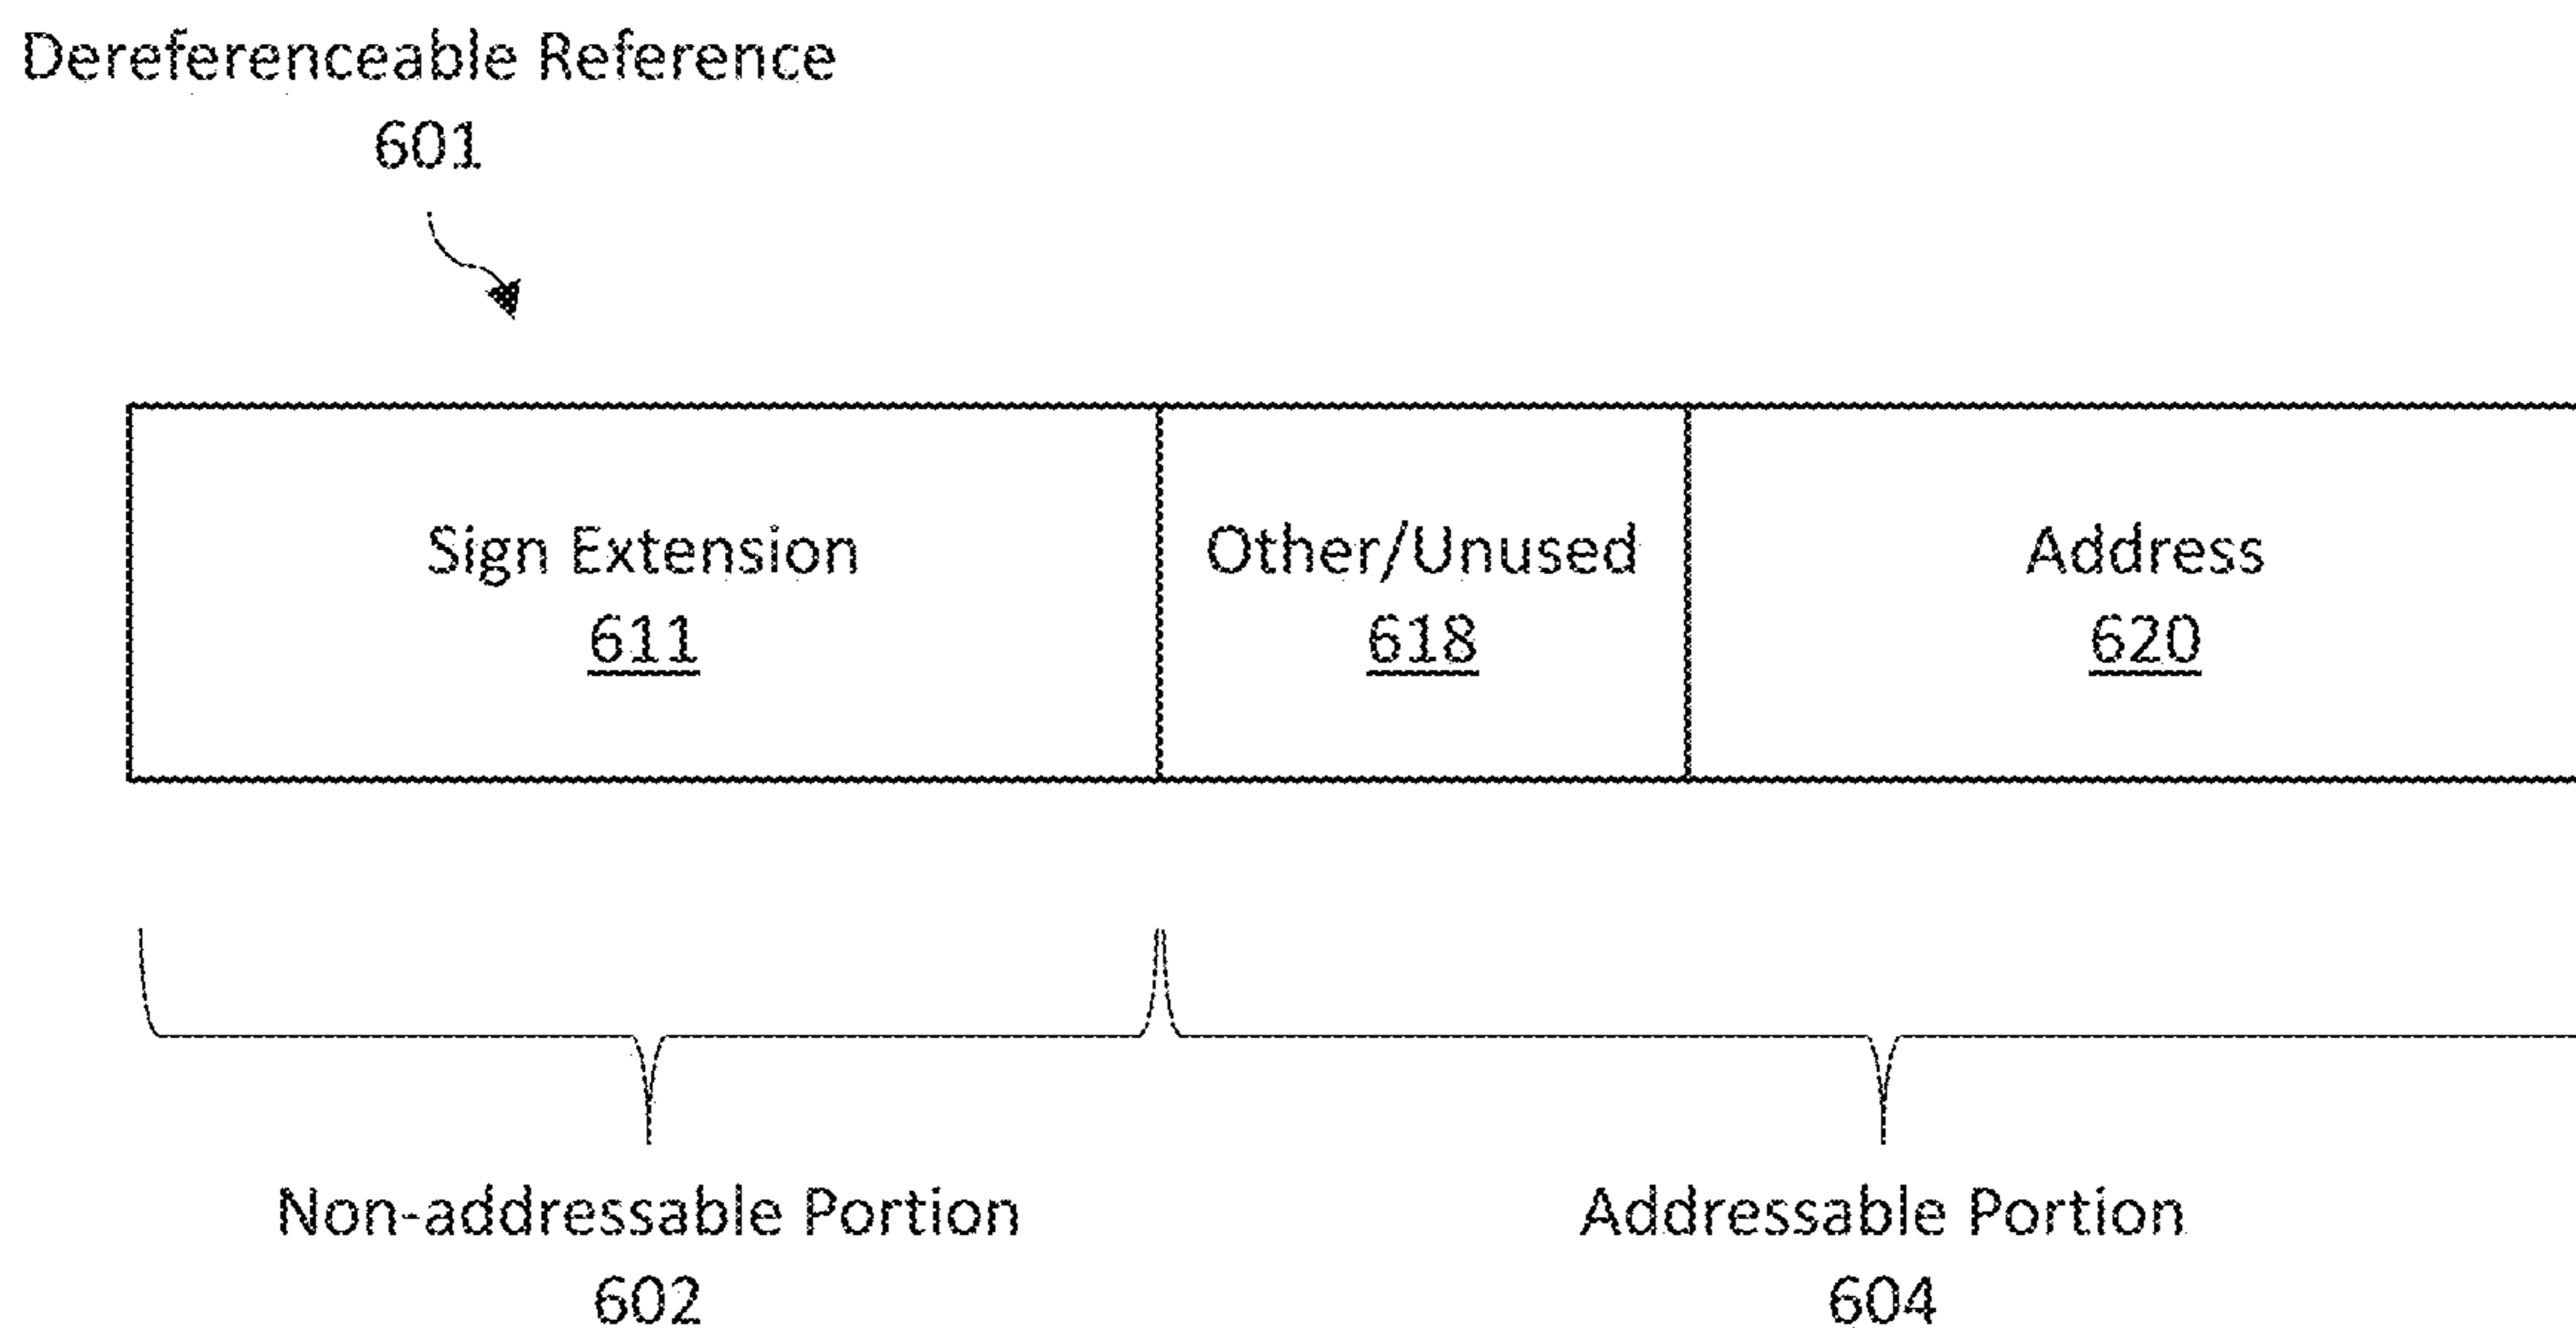 Dereferenceable Reference
601
Sign Extension
611
Other/Unused
618
Address
620
Non-addressable Portion
602
Addressable Portion
604